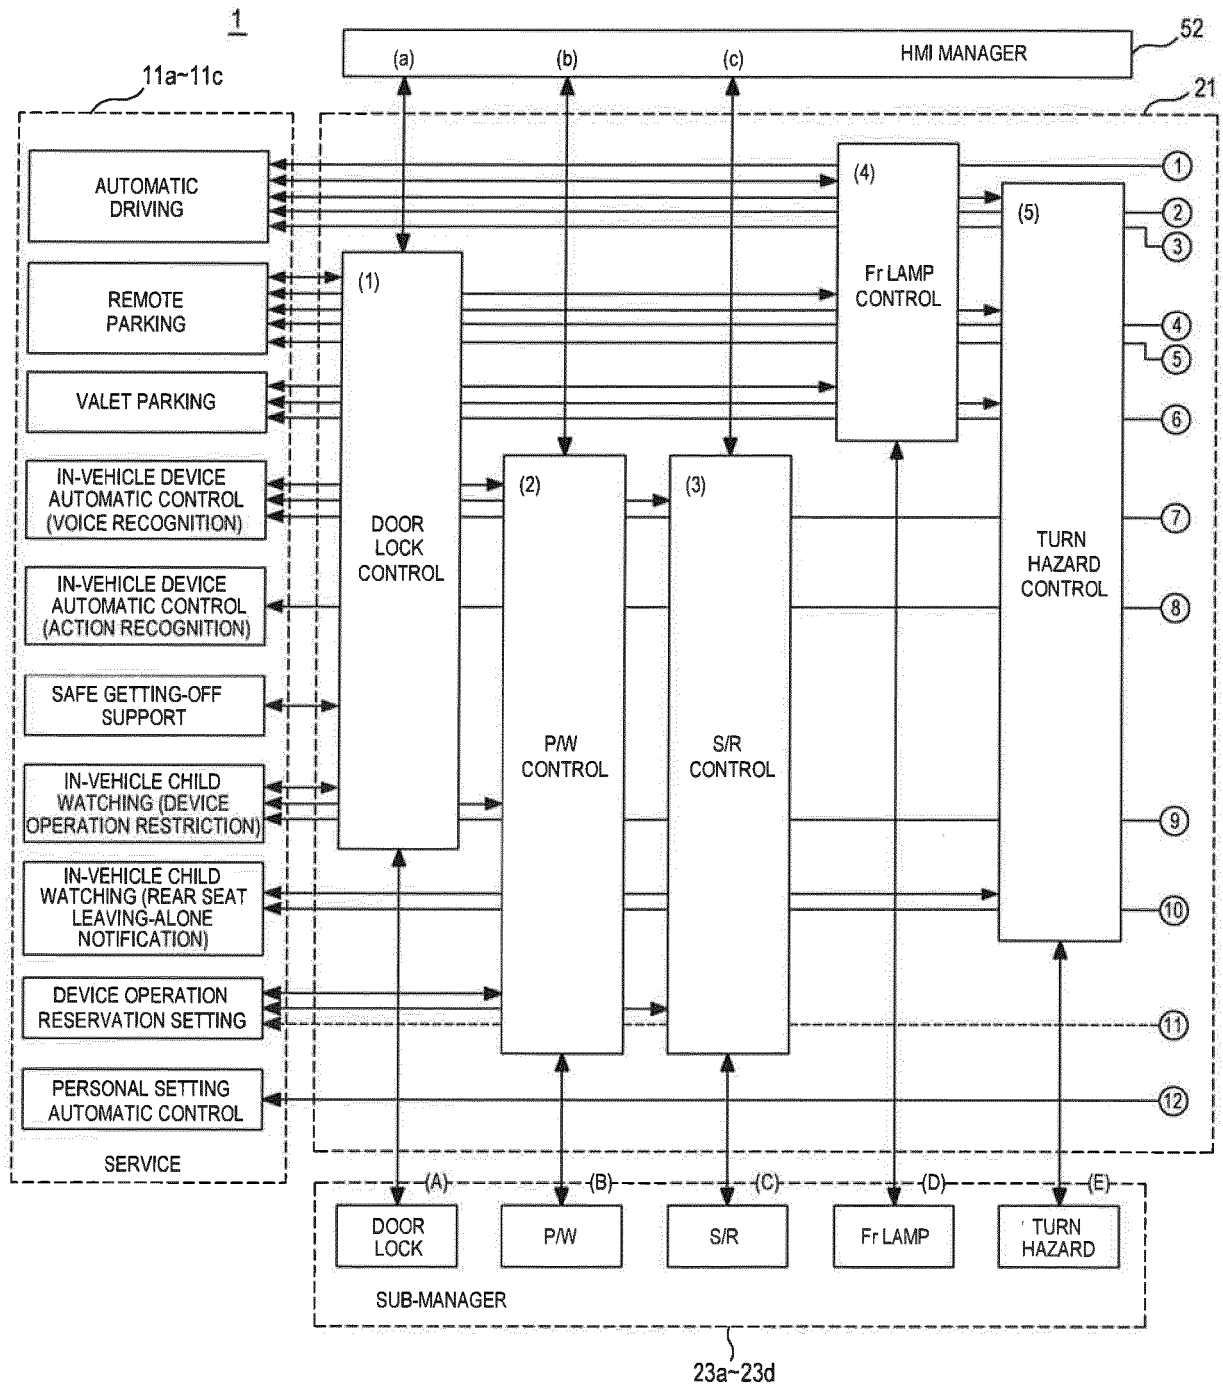 1
52
(a)
(b)
(c)
HMI MANAGER
11a~11c
21
AUTOMATIC
DRIVING
REMOTE
PARKING
VALET PARKING
IN-VEHICLE DEVICE
AUTOMATIC CONTROL
(VOICE RECOGNITION)
IN-VEHICLE DEVICE
AUTOMATIC CONTROL
(ACTION RECOGNITION)
SAFE GETTING-OFF
SUPPORT
IN-VEHICLE CHILD
WATCHING (DEVICE
OPERATION RESTRICTION)
IN-VEHICLE CHILD
WATCHING (REAR SEAT
LEAVING-ALONE
NOTIFICATION)
DEVICE OPERATION
RESERVATION SETTING
PERSONAL SETTING
AUTOMATIC CONTROL
SERVICE
(1)
DOOR
LOCK
CONTROL
(2)
P/W
CONTROL
(3)
S/R
CONTROL
(4)
Fr LAMP
CONTROL
(5)
TURN
HAZARD
CONTROL
1
2
3
4
5
6
7
8
9
10
11
12
(A)
(B)
(C)
(D)
(E)
DOOR
LOCK
P/W
S/R
Fr LAMP
TURN
HAZARD
SUB-MANAGER
23a~23d